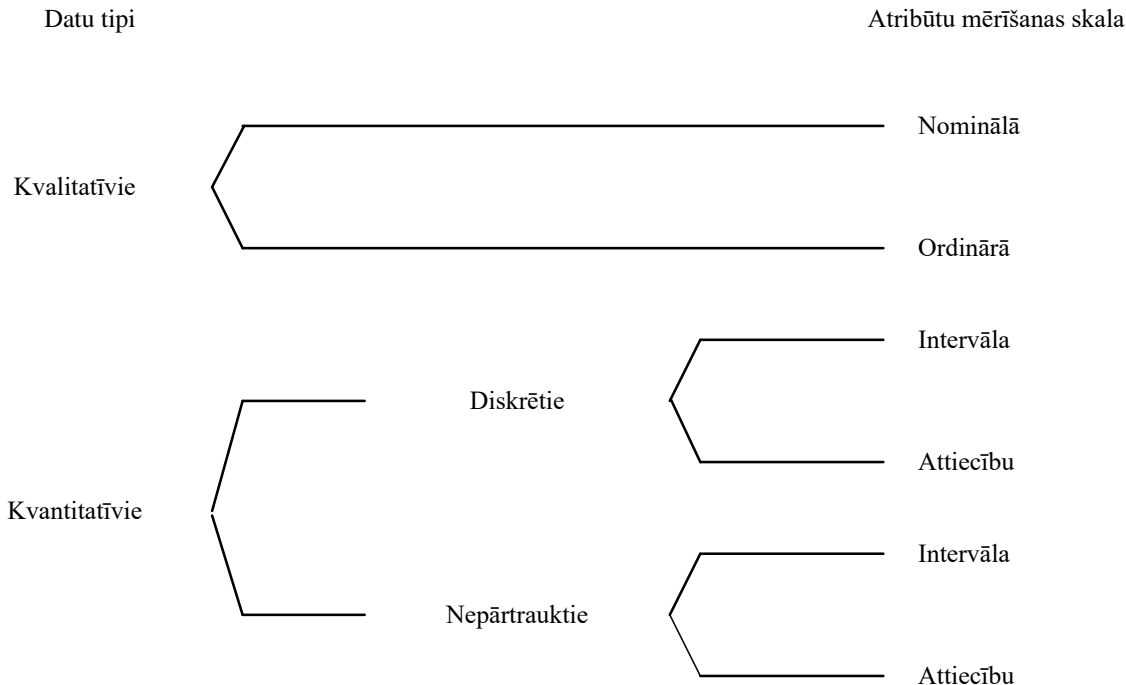 Datu tipi
Atribūtu mērīšanas skala
Nominālā
Kvalitatīvie
Ordinārā
Intervāla
Diskrētie
Attiecību
Kvantitatīvie
Intervāla
Nepārtrauktie
Attiecību